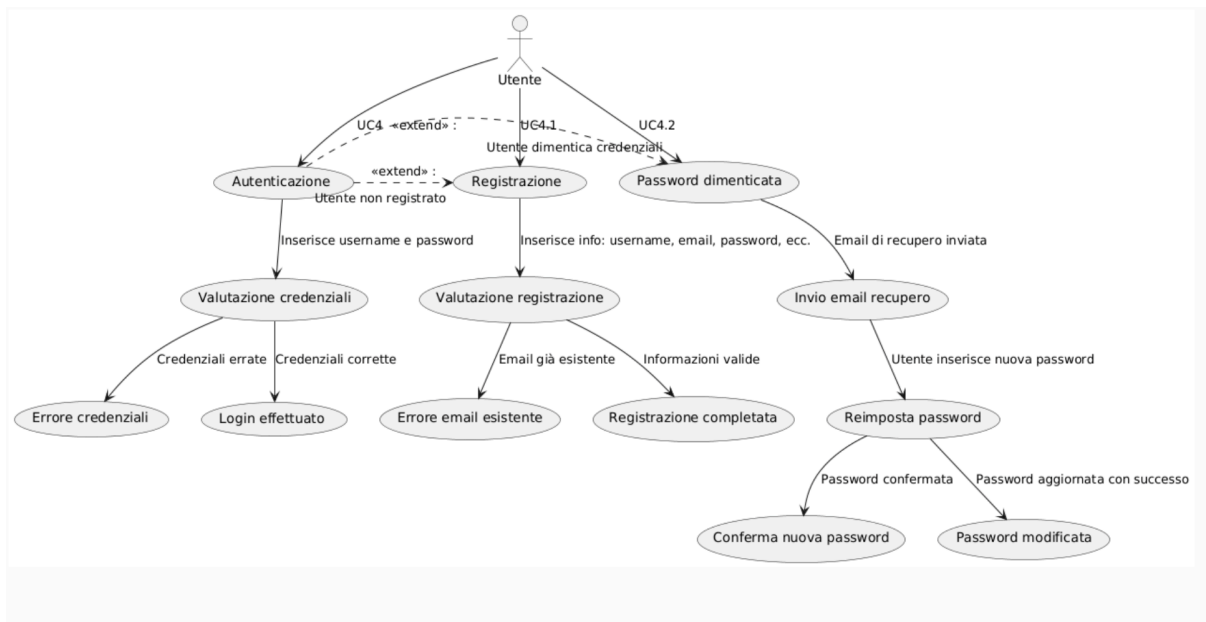 Utente
UC4 «extend» :
UC4.1
UC4.2
Utente dimentica credenziali
«extend» :
Autenticazione
Registrazione
Password dimenticata
Utente non registrato
Inserisce username e password
Inserisce info: username, email, password, ecc.
Email di recupero inviata
Valutazione credenziali
Valutazione registrazione
Invio email recupero
Credenziali errate
Credenziali corrette
Email già esistente
Informazioni valide
Utente inserisce nuova password
Errore credenziali
Login effettuato
Errore email esistente
Registrazione completata
Reimposta password
Password confermata
Password aggiornata con successo
Conferma nuova password
Password modificata